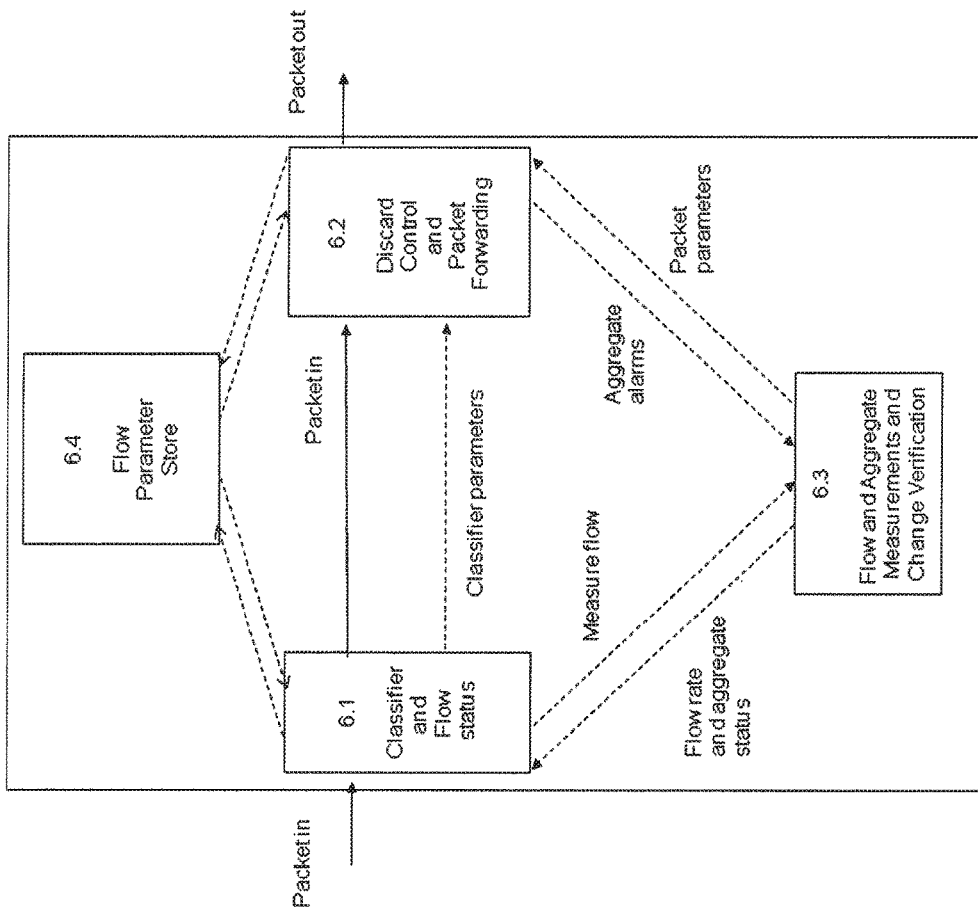 6.4
Flow
Parameter
Store
Packet in
6.1
Classifier
and
Flow
status
Packet in
Classifier parameters
6.2
Discard
Control
and
Packet
Forwarding
Packet out
Measure flow
Flow rate
and aggregate
status
Aggregate
alarms
Packet
parameters
6.3
Flow and Aggregate
Measurements and
Change Verification